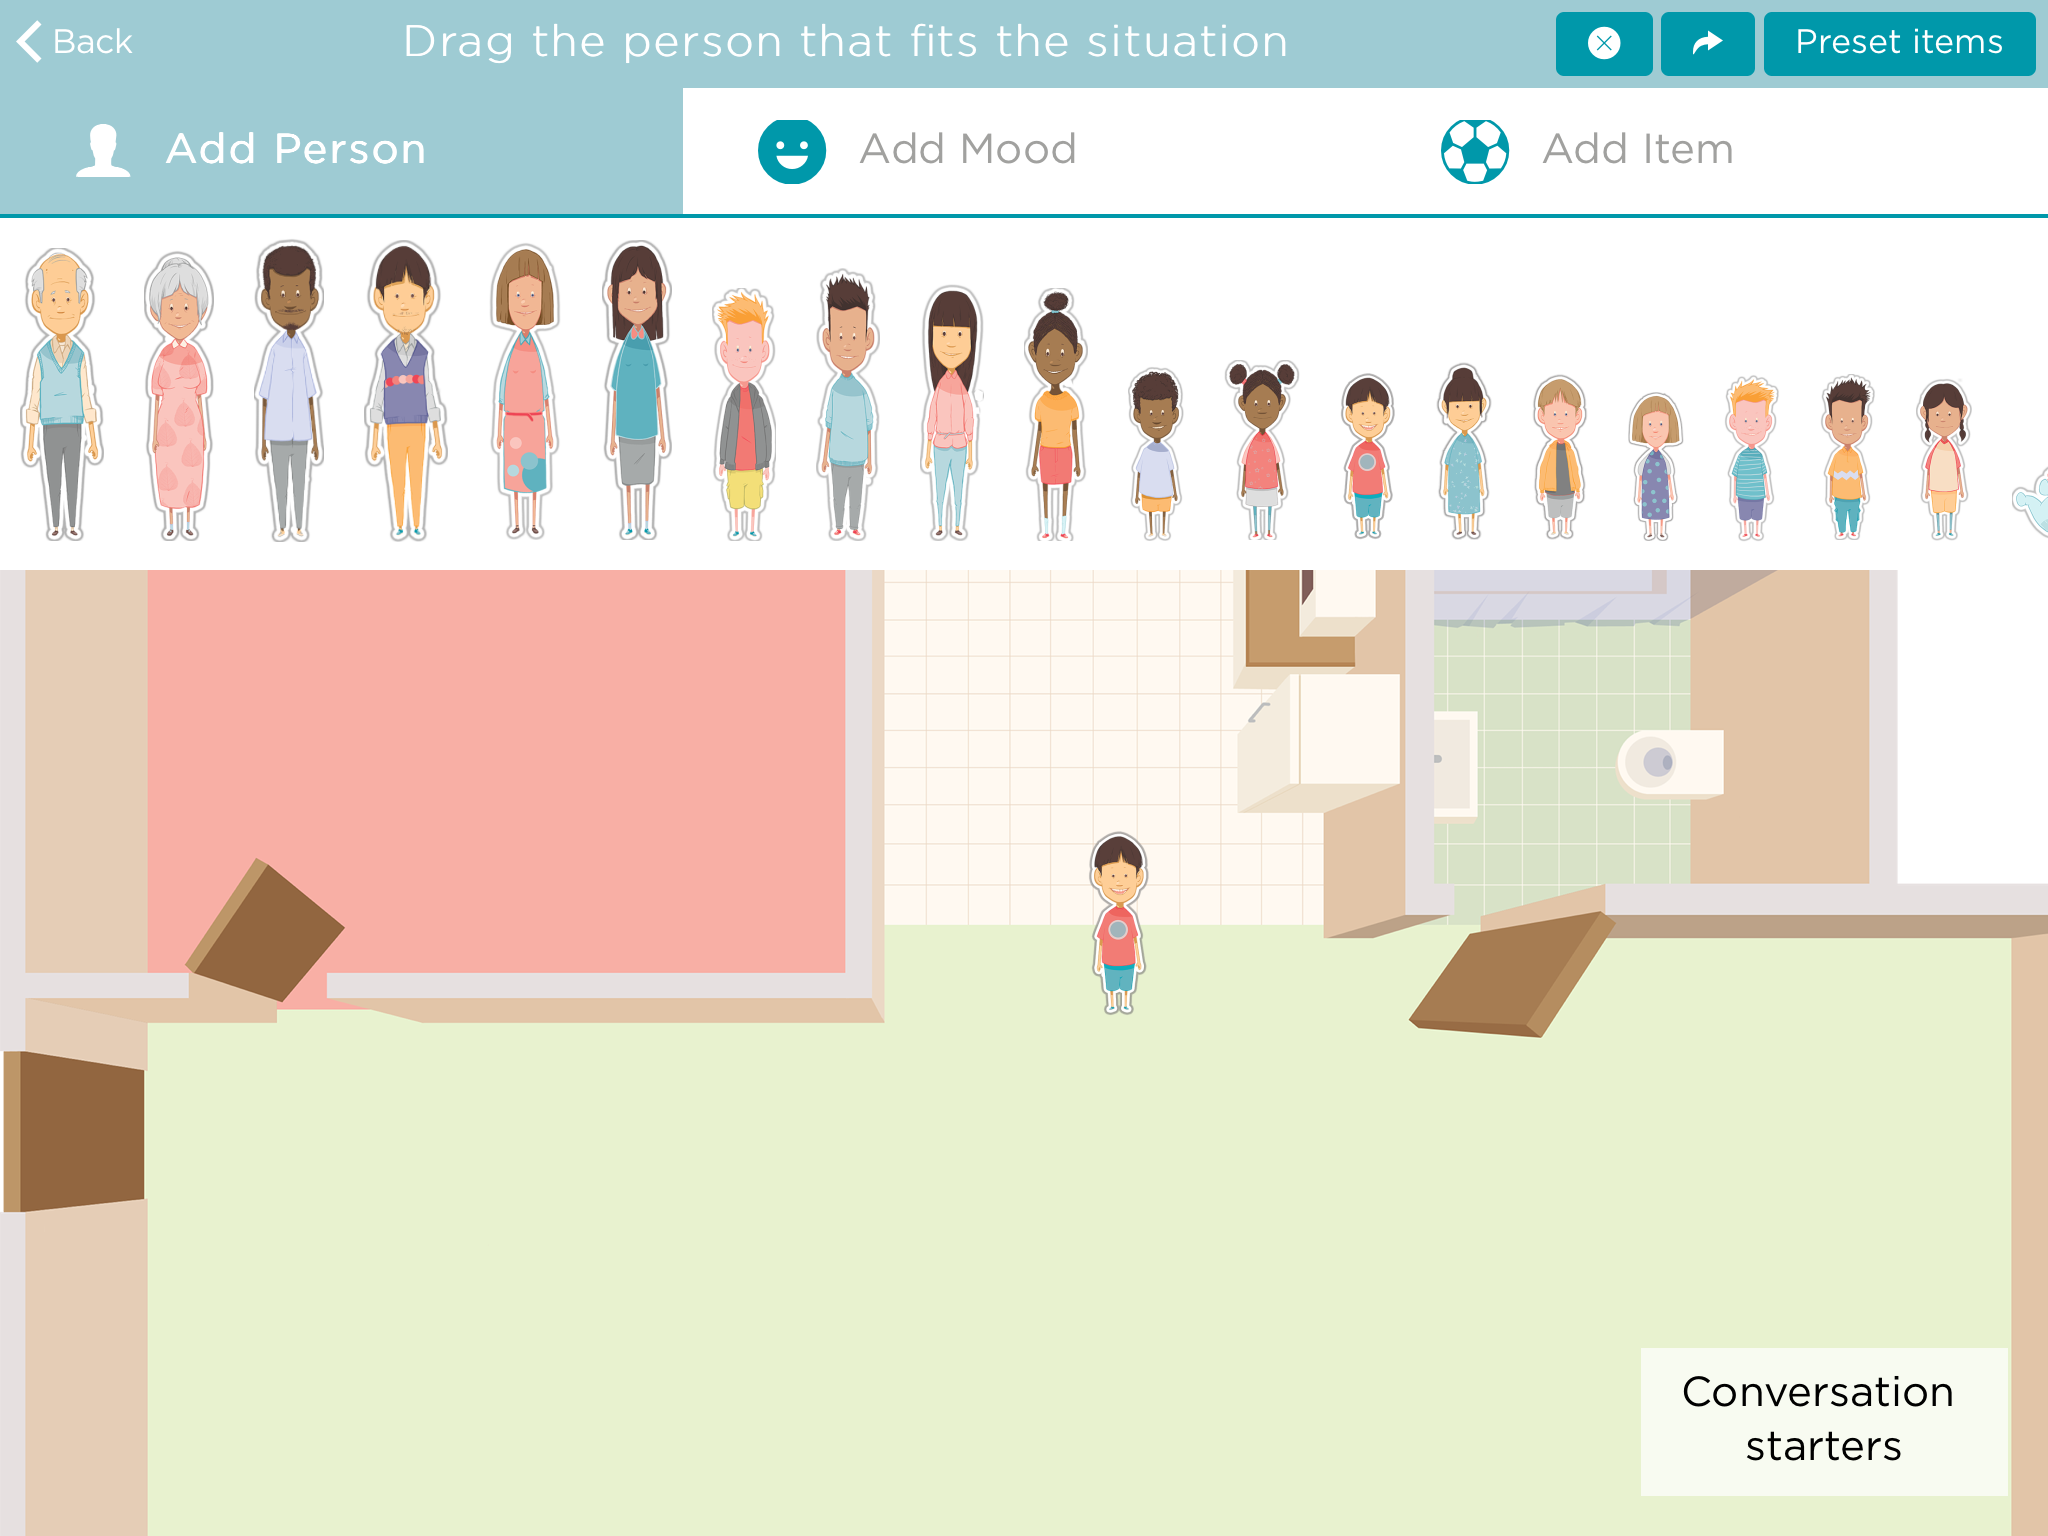 Back
Drag the person that fits the situation
Preset items
Add Person
Add Mood
Add Item
Conversation
starters